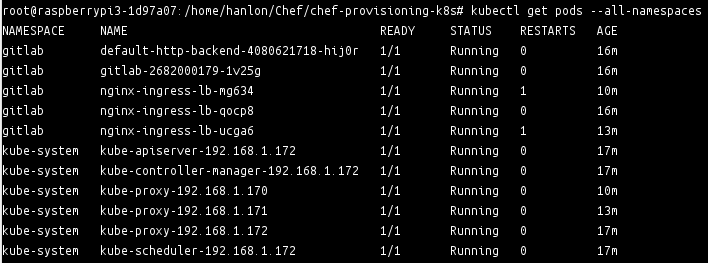 root@raspberrypi3-1d97a07:/home/hanlon/Chef/chef-provisioning-k8s# kubectl get pods --all-namespaces
NAMESPACE NAME READY STATUS RESTARTS AGE
gitlab default-http-backend-4080621718-hij0r 1/1 Running 0 16m
gitlab gitlab-2682000179-1v25g 1/1 Running 0 16m
gitlab nginx-ingress-lb-mg634 1/1 Running 1 10m
gitlab nginx-ingress-lb-qocp8 1/1 Running 0 16m
gitlab nginx-ingress-lb-ucga6 1/1 Running 1 13m
kube-system kube-apiserver-192.168.1.172 1/1 Running 0 17m
kube-system kube-controller-manager-192.168.1.172 1/1 Running 0 17m
kube-system kube-proxy-192.168.1.170 1/1 Running 0 10m
kube-system kube-proxy-192.168.1.171 1/1 Running 0 13m
kube-system kube-proxy-192.168.1.172 1/1 Running 0 17m
kube-system kube-scheduler-192.168.1.172 1/1 Running 0 17m